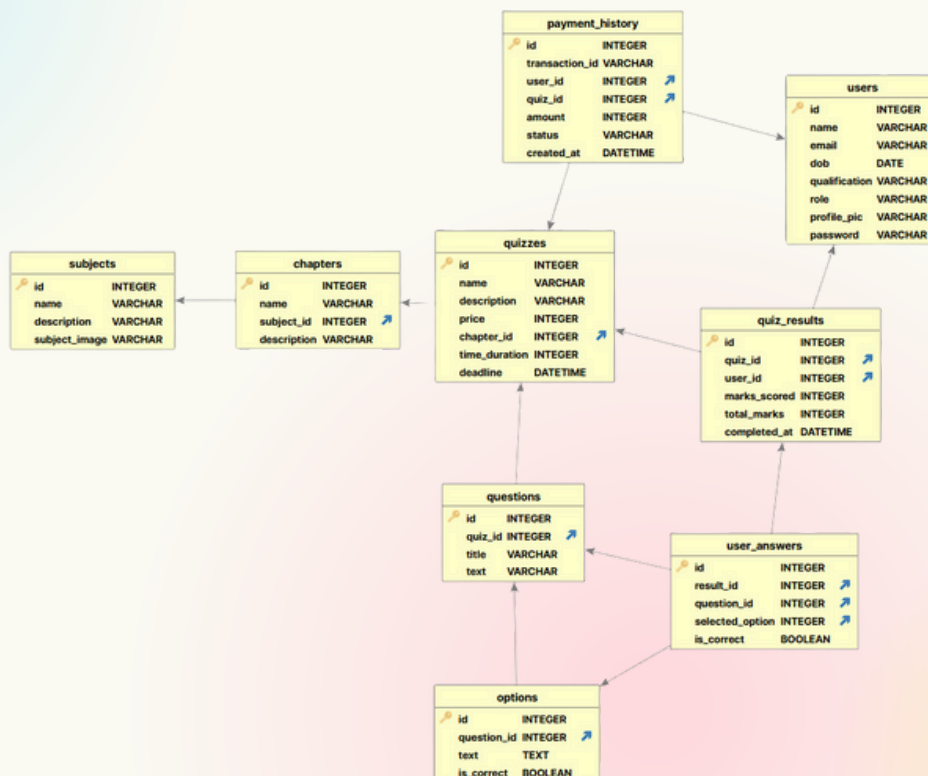 payment_history
id INTEGER
transaction_id VARCHAR
user_id INTEGER
quiz_id INTEGER
amount INTEGER
status VARCHAR
created_at DATETIME
users
id INTEGER
name VARCHAR
email VARCHAR
dob DATE
qualification VARCHAR
role VARCHAR
profile_pic VARCHAR
password VARCHAR
subjects
id INTEGER
name VARCHAR
description VARCHAR
subject_image VARCHAR
chapters
id INTEGER
name VARCHAR
subject_id INTEGER
description VARCHAR
quizzes
id INTEGER
name VARCHAR
description VARCHAR
price INTEGER
chapter_id INTEGER
time_duration INTEGER
deadline DATETIME
quiz_results
id INTEGER
quiz_id INTEGER
user_id INTEGER
marks_scored INTEGER
total_marks INTEGER
completed_at DATETIME
questions
id INTEGER
quiz_id INTEGER
title VARCHAR
text VARCHAR
user_answers
id INTEGER
result_id INTEGER
question_id INTEGER
selected_option INTEGER
is_correct BOOLEAN
options
id INTEGER
question_id INTEGER
text TEXT
is_correct BOOLEAN